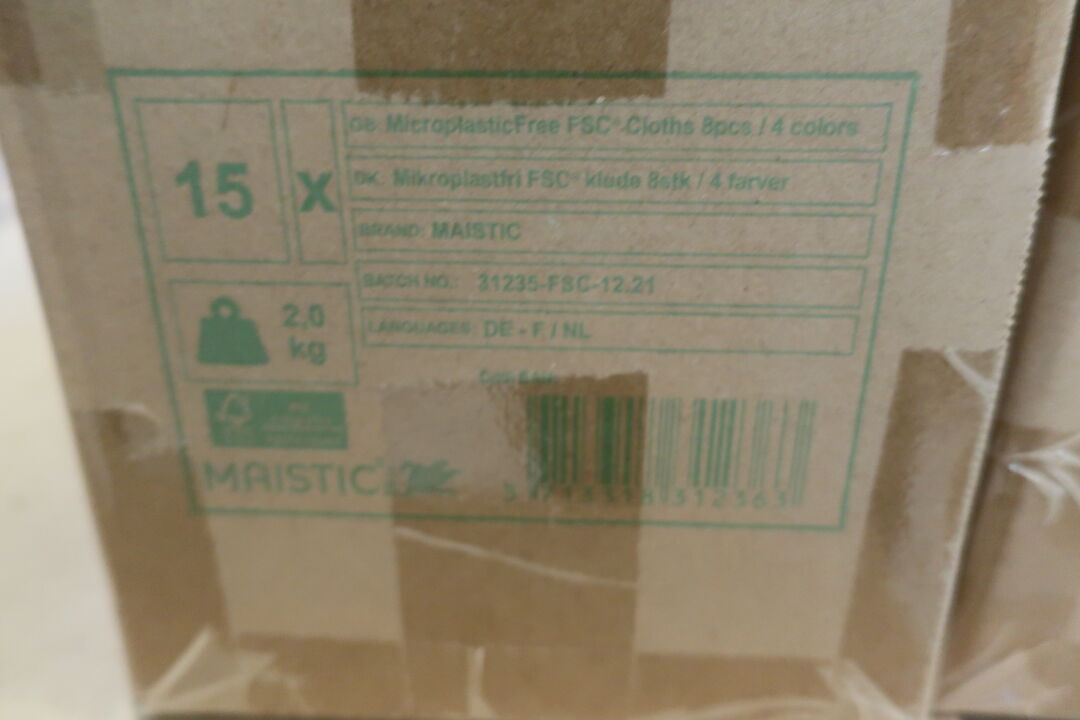 15 X
GB: MicroplasticFree FSC® Cloths 8pcs / 4 colors
DK: Mikroplastfri FSC® klude 8stk / 4 farver
BRAND: MAISTIC
BATCH NO.: 31235-FSC-12.21
LANGUAGES: DE - F / NL
2,0
kg
MAISTIC